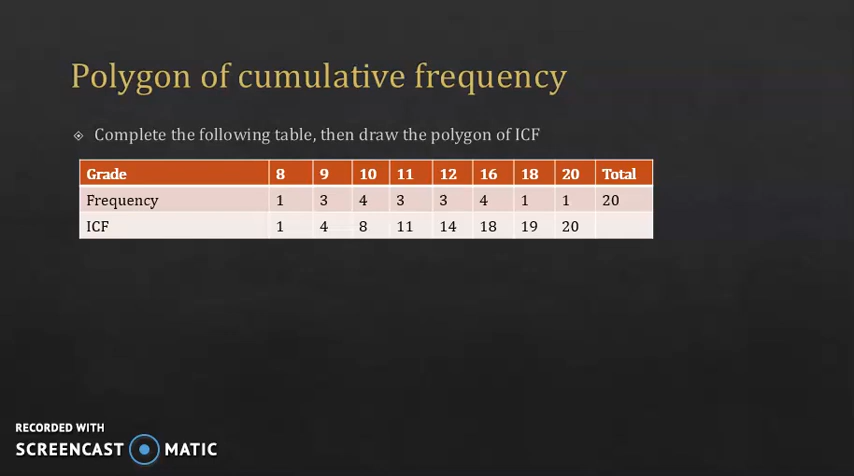 Polygon of cumulative frequency
Complete the following table, then draw the polygon of ICF
Grade 8 9 10 11 12 16 18 20 Total
Frequency 1 3 4 3 3 4 1 1 20
ICF 1 4 8 11 14 18 19 20
RECORDED WITH
SCREENCAST MATIC